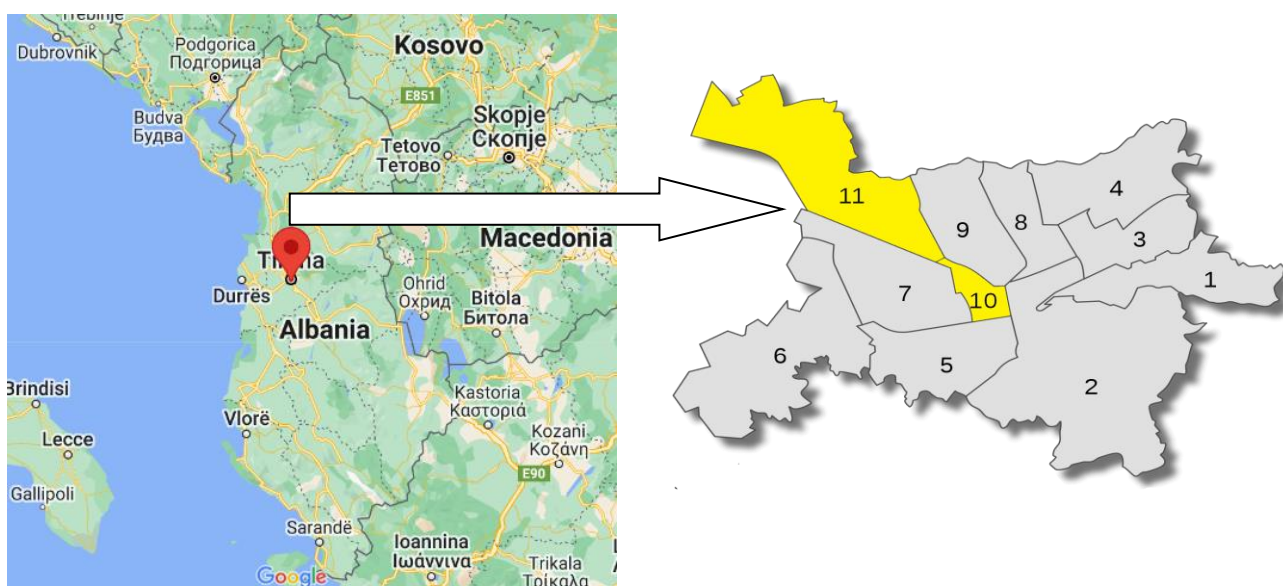 Dubrovnik
Podgorica
Подгорица
Kosovo
E851
Budva
Будва
Skopje
Скопје
Tetovo
Тетово
Macedonia
Durrës
Ohrid
Охрид
Bitola
Битола
Albania
Brindisi
Kastoria
Καστοριά
Vlorë
Lecce
Kozani
Κοζάνη
E90
Gallipoli
Sarandë
Ioannina
Ιωάννινα
Trikala
Τρίκαλα
Google
11
9
8
4
3
1
7
10
6
5
2